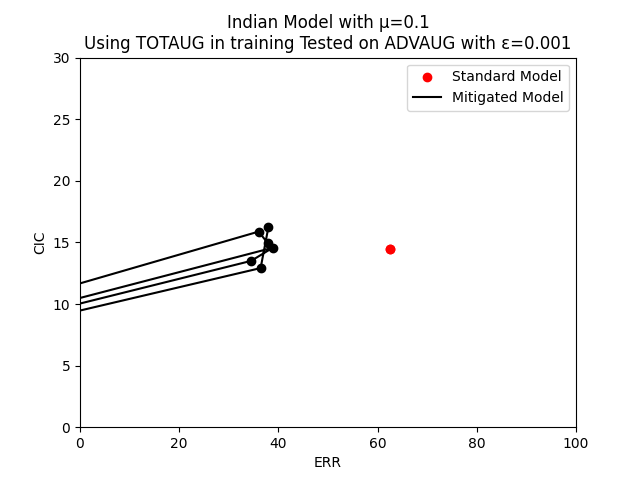 Indian Model with μ=0.1
Using TOTAUG in training Tested on ADVAUG with ε=0.001
Standard Model
Mitigated Model
30
25
20
15
10
5
0
CIC
0 20 40 60 80 100
ERR